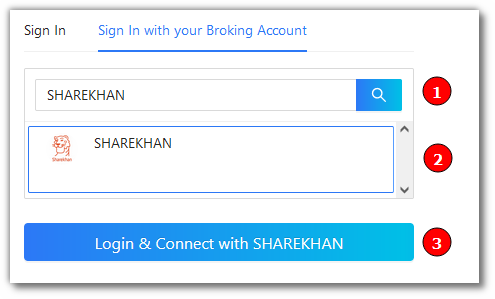 Sign In
Sign In with your Broking Account
SHAREKHAN
1
SHAREKHAN
Sharekhan
2
Login & Connect with SHAREKHAN
3